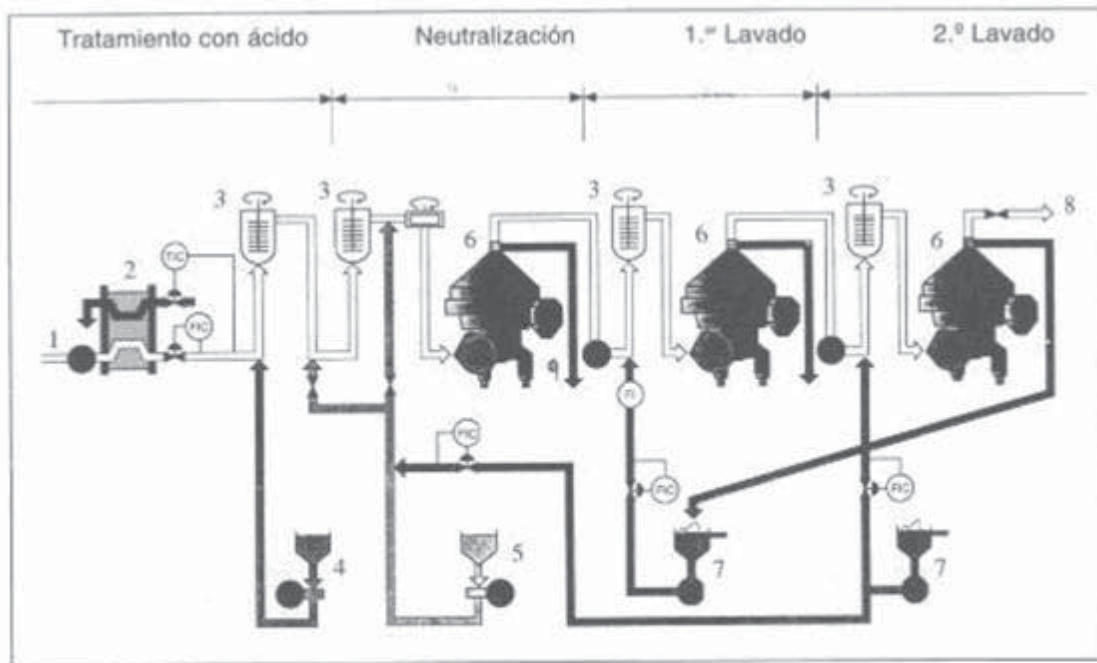 Tratamiento con ácido Neutralización 1.er Lavado 2.º Lavado
3 3 3 3
8
6 6 6
2 TIC
FIC
1
9
FI
FIC
FIC FIC
4 5 7 7